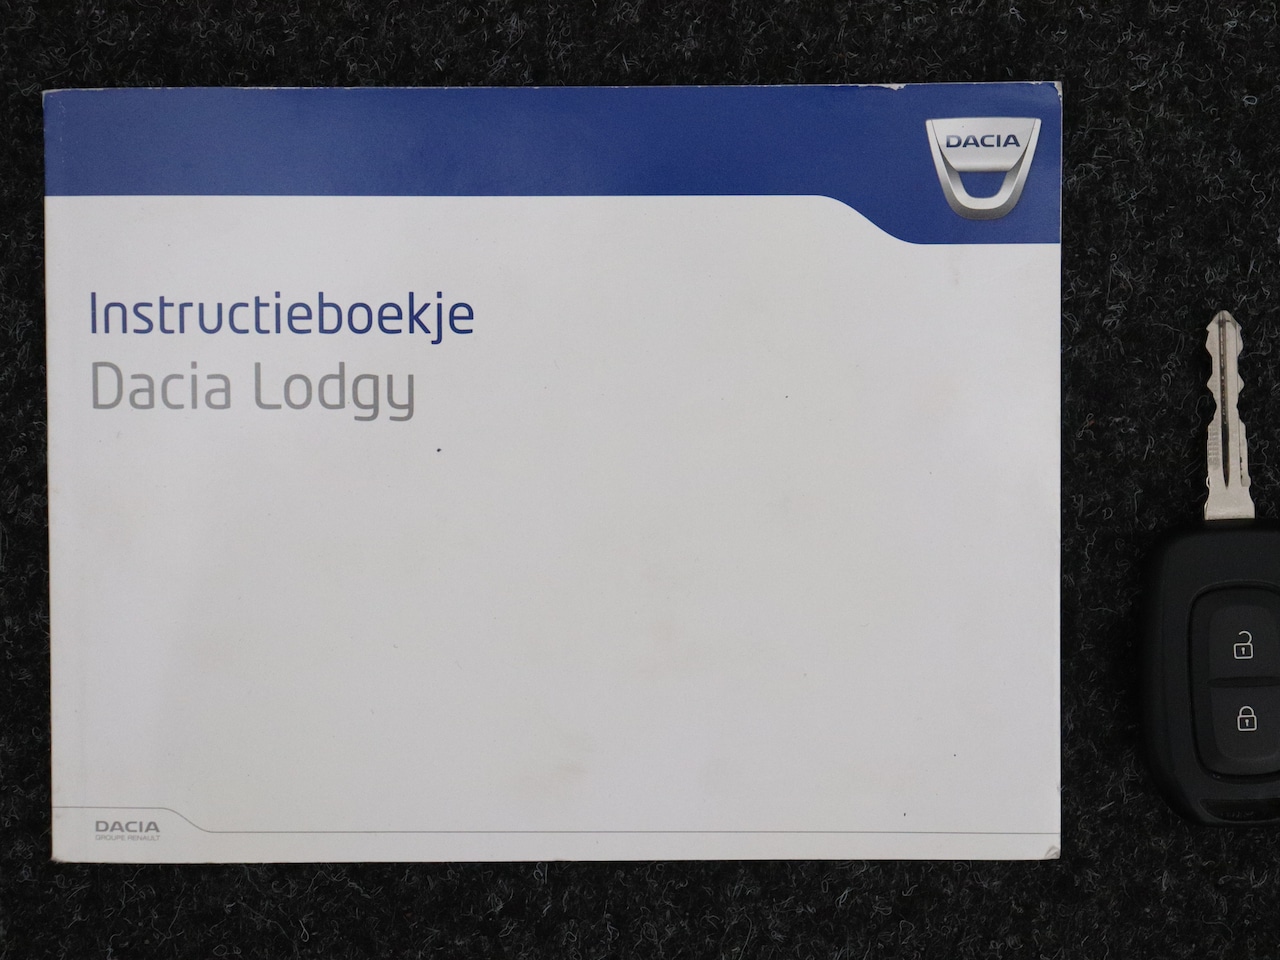 DACIA
Instructieboekje
Dacia Lodgy
DACIA
GROUPE RENAULT